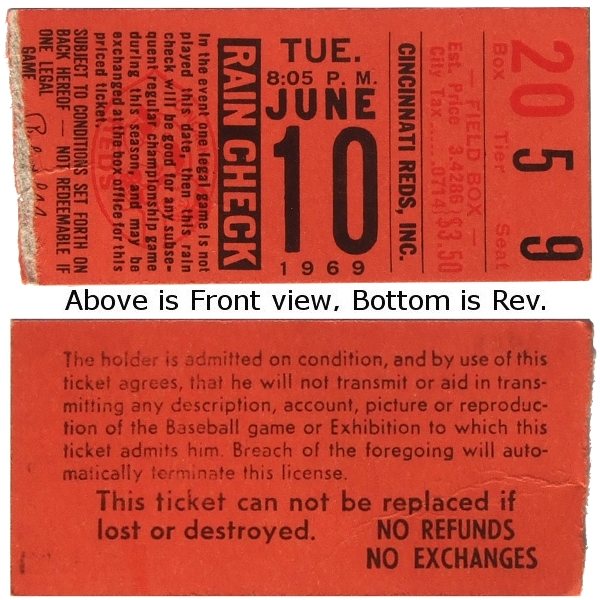 TUE.
8:05 P. M.
JUNE
10
1969
RAIN CHECK
In the event one legal game is not
played this date then this rain
check will be good for any subse-
quent regular championship game
during this season and may be
exchanged at the box office for this
priced ticket.
SUBJECT TO CONDITIONS SET FORTH ON
BACK HEREOF — NOT REDEEMABLE IF
ONE LEGAL
GAME
REDS
CINCINNATI REDS, INC.
— FIELD BOX —
Est. Price 3.4286
City Tax......0714
$3.50
Box Tier Seat
20 5 9
Above is Front view, Bottom is Rev.
The holder is admitted on condition, and by use of this
ticket agrees, that he will not transmit or aid in trans-
mitting any description, account, picture or reproduc-
tion of the Baseball game or Exhibition to which this
ticket admits him. Breach of the foregoing will auto-
matically terminate this license.
This ticket can not be replaced if
lost or destroyed. NO REFUNDS
NO EXCHANGES